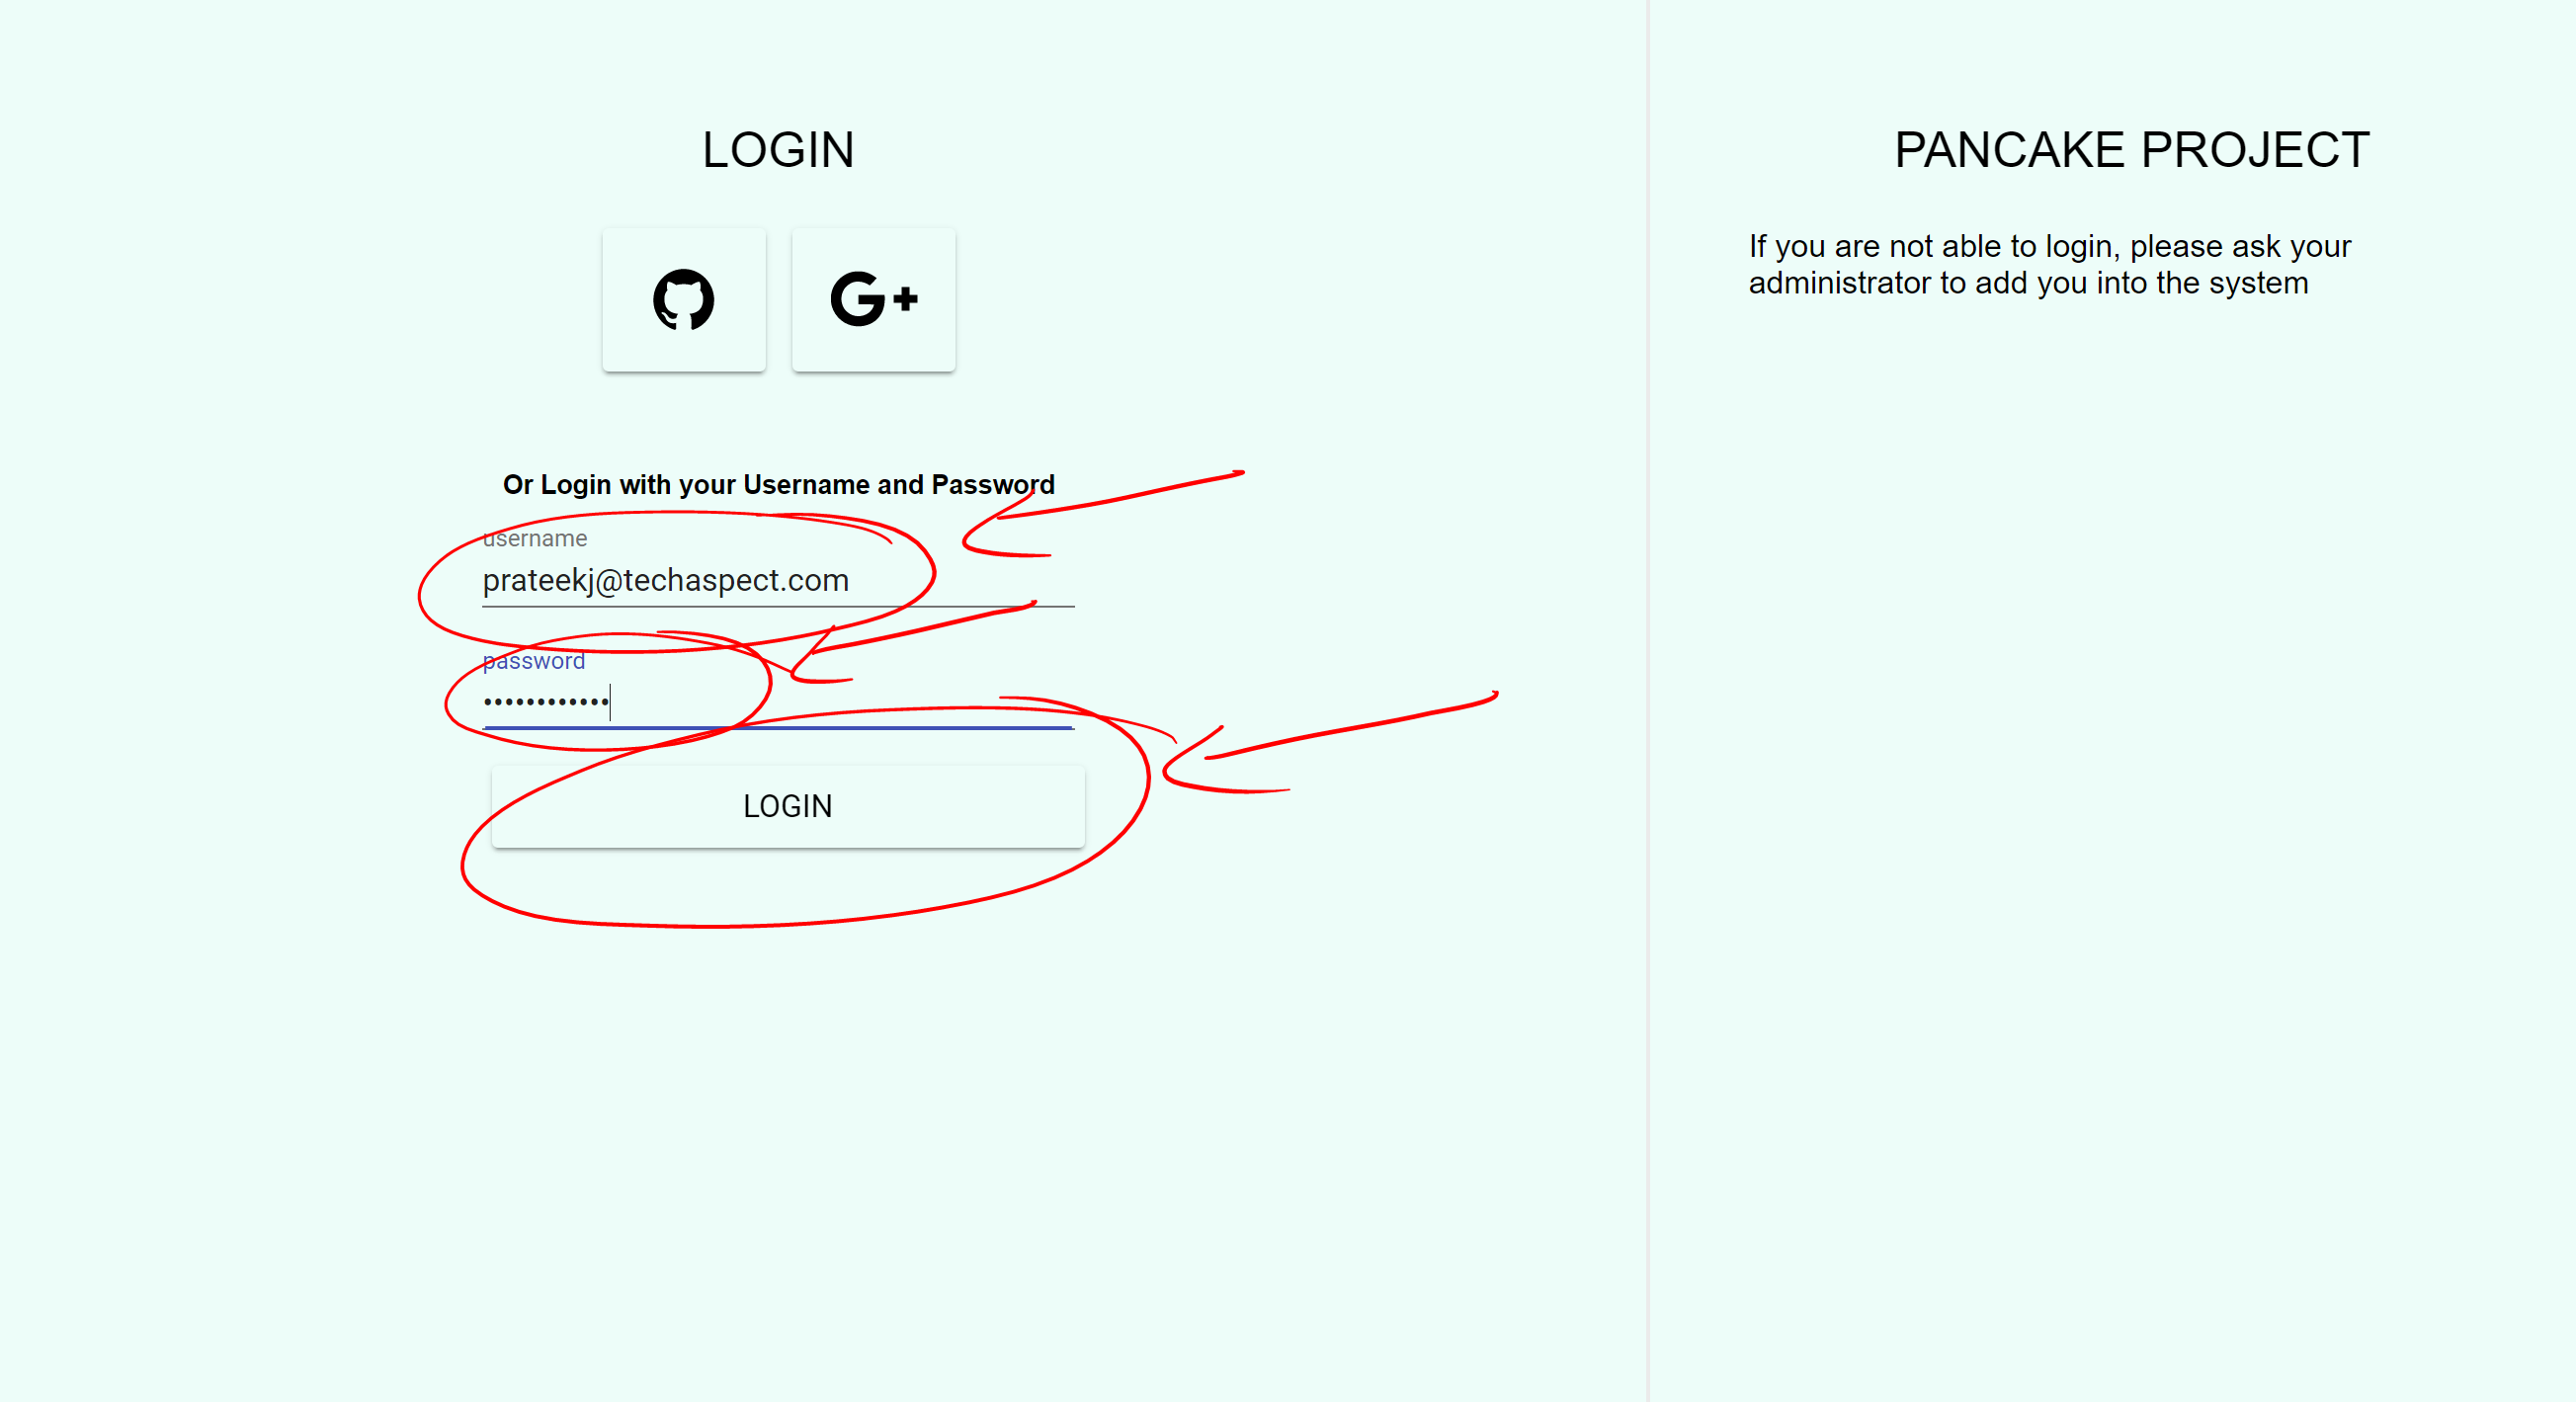 LOGIN
G+
Or Login with your Username and Password
username
prateekj@techaspect.com
password
••••••••••••
LOGIN
PANCAKE PROJECT
If you are not able to login, please ask your
administrator to add you into the system